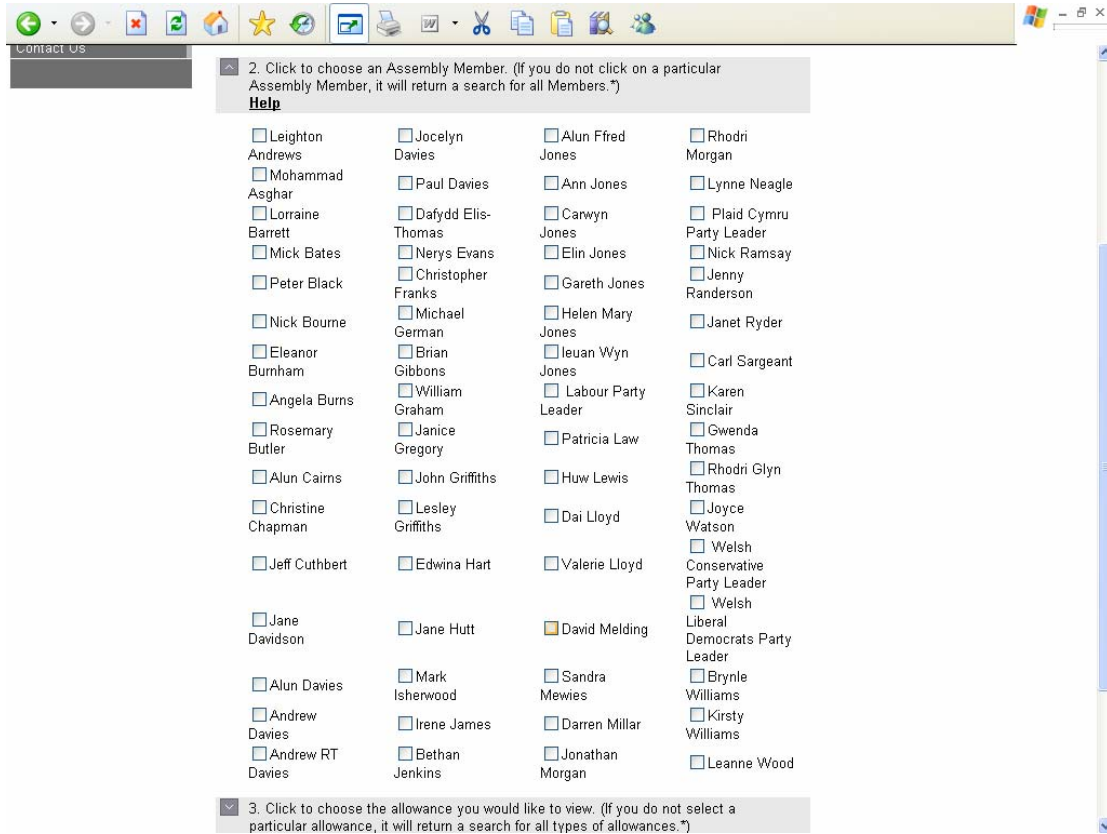 Contact Us
2. Click to choose an Assembly Member. (If you do not click on a particular
Assembly Member, it will return a search for all Members.*)
Help
Leighton Jocelyn Alun Ffred Rhodri
Andrews Davies Jones Morgan
Mohammad
Asghar Paul Davies Ann Jones Lynne Neagle
Lorraine Dafydd Elis- Carwyn Plaid Cymru
Barrett Thomas Jones Party Leader
Mick Bates Nerys Evans Elin Jones Nick Ramsay
Peter Black Christopher Gareth Jones Jenny
Franks Randerson
Nick Bourne Michael Helen Mary Janet Ryder
German Jones
Eleanor Brian Ieuan Wyn Carl Sargeant
Burnham Gibbons Jones
Angela Burns William Labour Party Karen
Graham Leader Sinclair
Rosemary Janice Patricia Law Gwenda
Butler Gregory Thomas
Alun Cairns John Griffiths Huw Lewis Rhodri Glyn
Thomas
Christine Lesley Dai Lloyd Joyce
Chapman Griffiths Watson
Jeff Cuthbert Edwina Hart Valerie Lloyd Welsh
Conservative
Party Leader
Jane Jane Hutt David Melding Welsh
Davidson Liberal
Democrats Party
Leader
Alun Davies Mark Sandra Brynle
Isherwood Mewies Williams
Andrew Irene James Darren Millar Kirsty
Davies Williams
Andrew RT Bethan Jonathan Leanne Wood
Davies Jenkins Morgan
3. Click to choose the allowance you would like to view. (If you do not select a
particular allowance, it will return a search for all types of allowances.*)